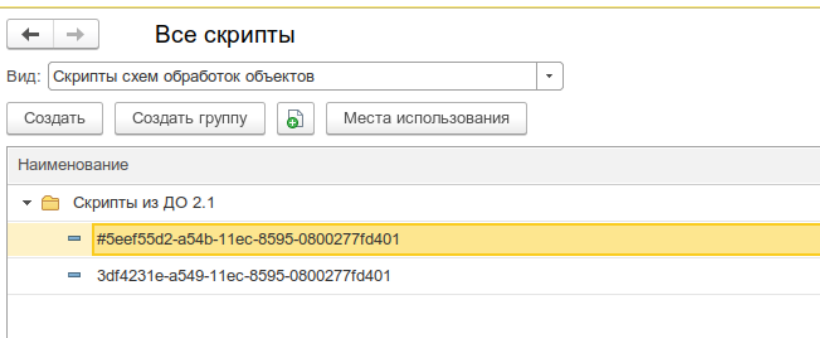 Все скрипты
Вид: Скрипты схем обработок объектов
Создать Создать группу Места использования
Наименование
Скрипты из ДО 2.1
#5eef55d2-a54b-11ec-8595-0800277fd401
3df4231e-a549-11ec-8595-0800277fd401